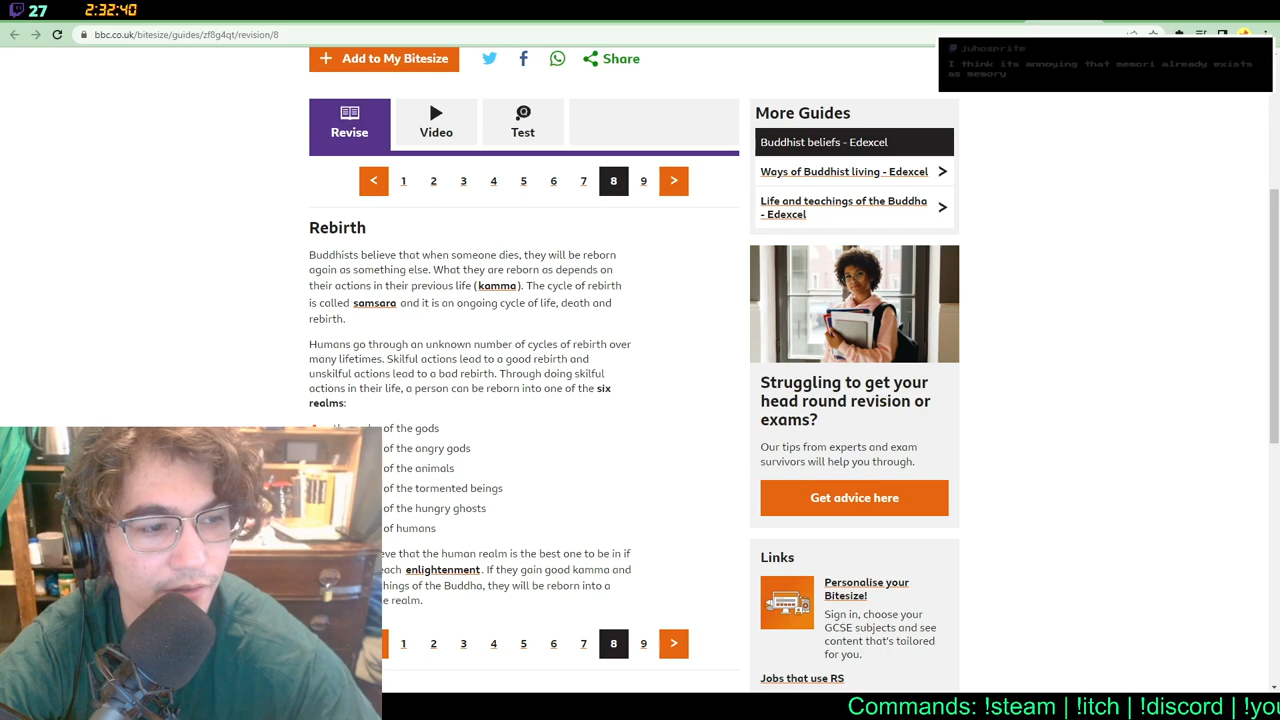 27
2:32:40
bbc.co.uk/bitesize/guides/zf8g4qt/revision/8
juhosprite
I think its annoying that memori already exists
as memory
+ Add to My Bitesize
Share
Revise
Video
Test
< 1 2 3 4 5 6 7 8 9 >
Rebirth
Buddhists believe that when someone dies, they will be reborn
again as something else. What they are reborn as depends on
their actions in their previous life (kamma). The cycle of rebirth
is called samsara and it is an ongoing cycle of life, death and
rebirth.
Humans go through an unknown number of cycles of rebirth over
many lifetimes. Skilful actions lead to a good rebirth and
unskilful actions lead to a bad rebirth. Through doing skilful
actions in their life, a person can be reborn into one of the six
realms:
of the gods
of the angry gods
of the animals
of the tormented beings
of the hungry ghosts
of humans
that the human realm is the best one to be in if
enlightenment. If they gain good kamma and
of the Buddha, they will be reborn into a
realm.
1 2 3 4 5 6 7 8 9 >
More Guides
Buddhist beliefs - Edexcel
Ways of Buddhist living - Edexcel >
Life and teachings of the Buddha >
- Edexcel
Struggling to get your
head round revision or
exams?
Our tips from experts and exam
survivors will help you through.
Get advice here
Links
Personalise your
Bitesize!
Sign in, choose your
GCSE subjects and see
content that's tailored
for you.
Jobs that use RS
Commands: !steam | !itch | !discord | !you